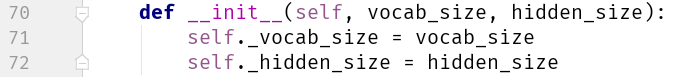 70 def __init__(self, vocab_size, hidden_size):
71 self._vocab_size = vocab_size
72 self._hidden_size = hidden_size